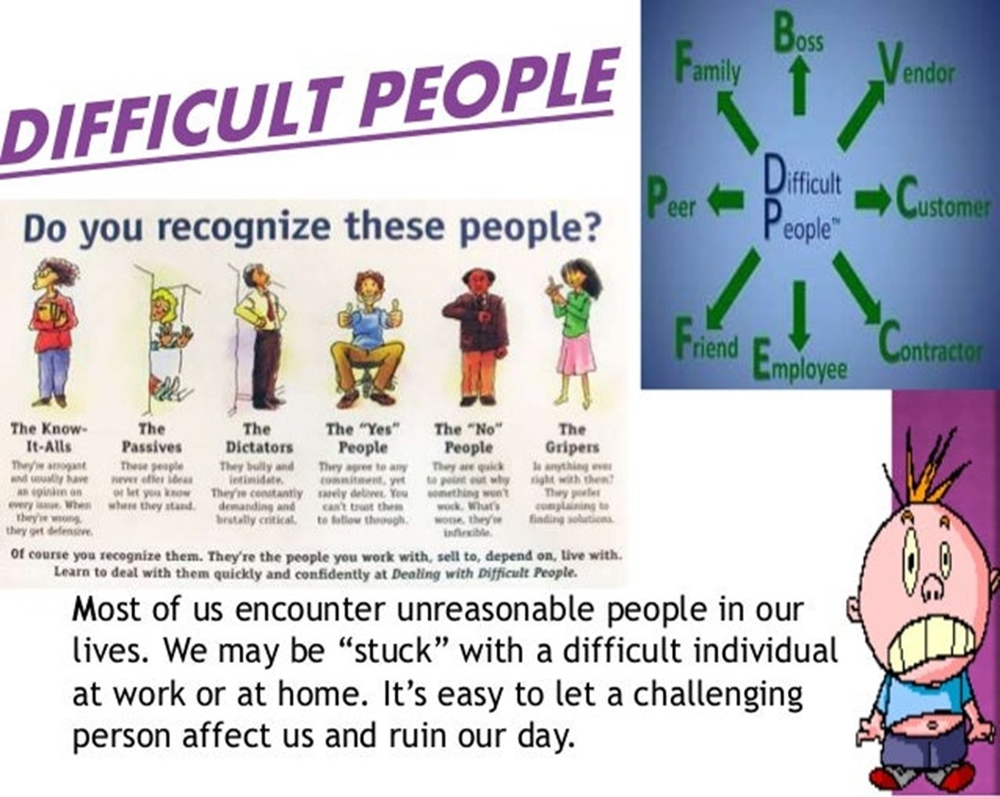 DIFFICULT PEOPLE
Do you recognize these people?
The Know-
It-Alls
They're arrogant
and usually have
an opinion on
every issue. When
they're wrong,
they get defensive.
The
Passives
These people
never offer ideas
or let you know
where they stand.
The
Dictators
They bully and
intimidate.
They're constantly
demanding and
brutally critical.
The "Yes"
People
They agree to any
commitment, yet
rarely deliver. You
can't trust them
to follow through.
The "No"
People
They are quick
to point out why
something won't
work. What's
worse, they're
inflexible.
The
Gripers
Is anything ever
right with them?
They prefer
complaining to
finding solutions.
Of course you recognize them. They're the people you work with, sell to, depend on, live with.
Learn to deal with them quickly and confidently at Dealing with Difficult People.
Boss
Family
Vendor
Difficult
People™
Peer
Customer
Friend
Employee
Contractor
Most of us encounter unreasonable people in our
lives. We may be “stuck” with a difficult individual
at work or at home. It’s easy to let a challenging
person affect us and ruin our day.